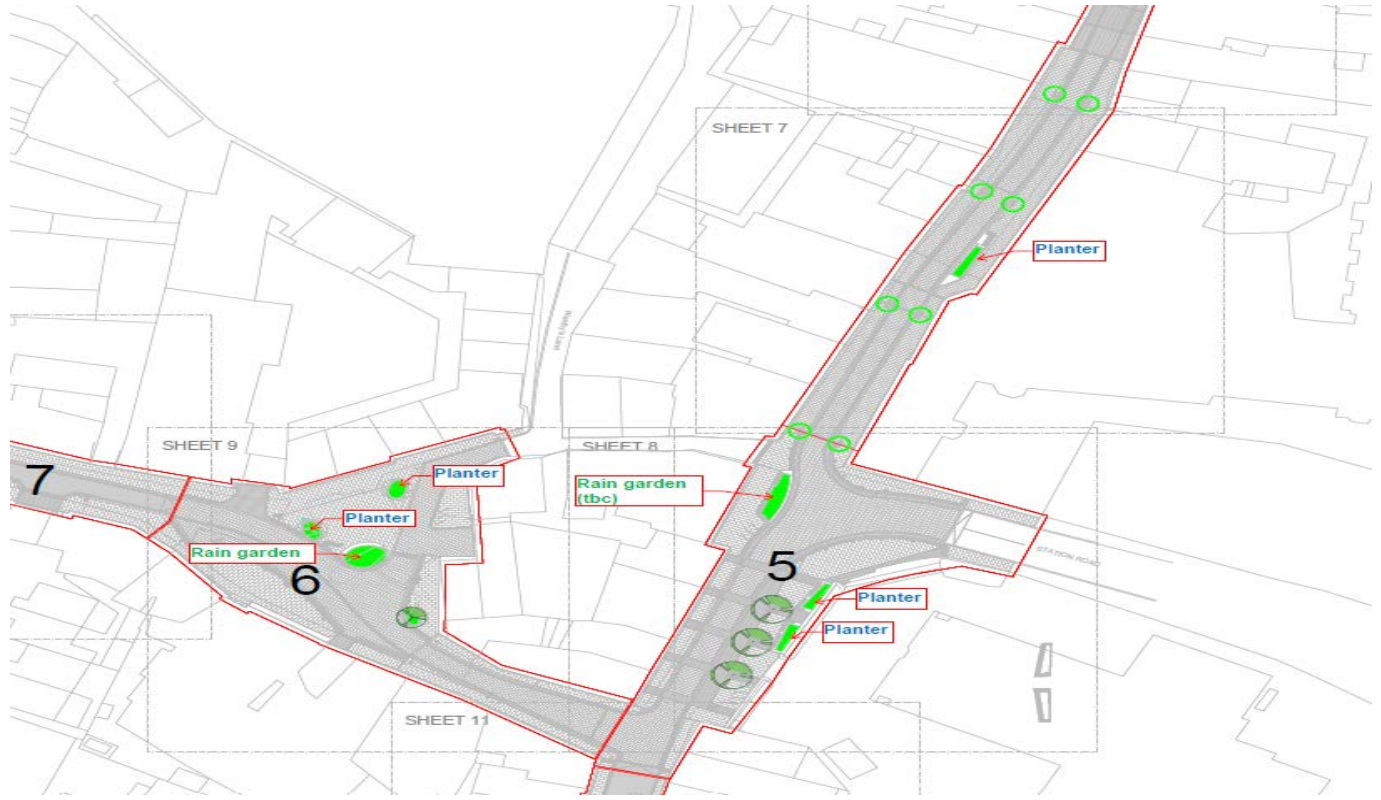 SHEET 7
Planter
SHEET 9
SHEET 8
7
Planter
Rain garden
(tbc)
Planter
Rain garden
6
5
STATION ROAD
Planter
Planter
SHEET 11